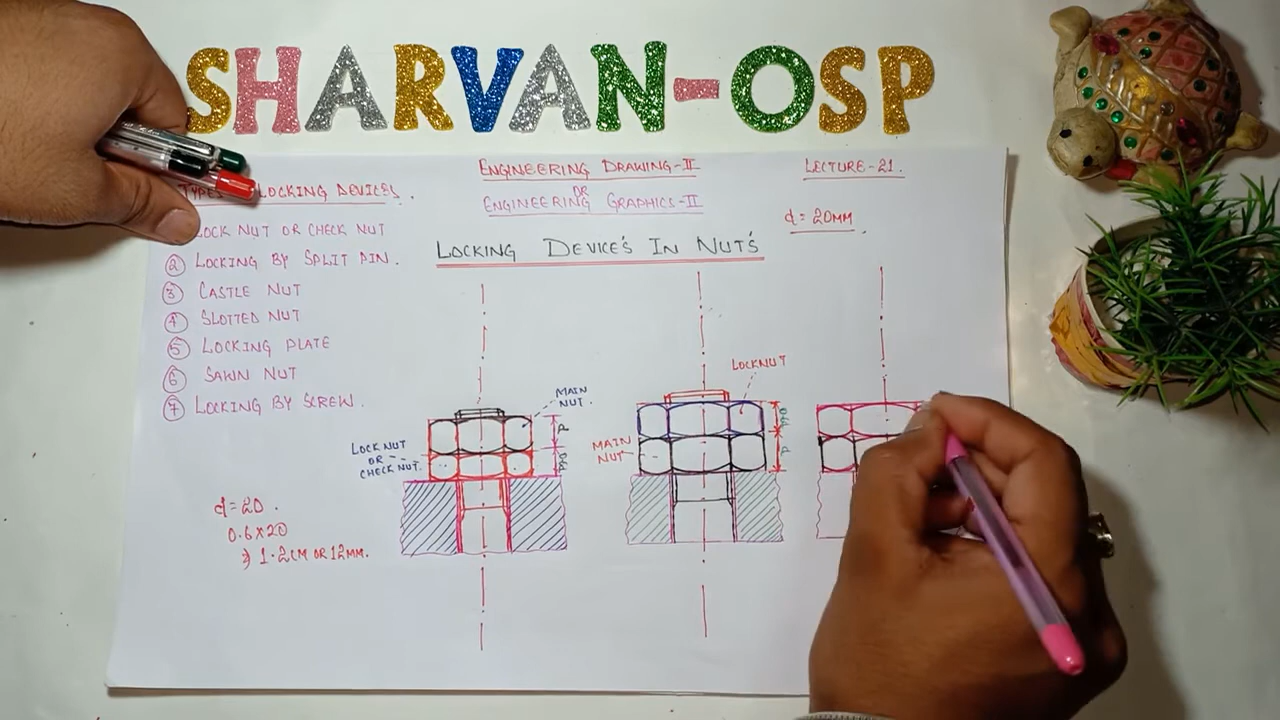 SHARVAN-OSP
ENGINEERING DRAWING-II
OR
ENGINEERING GRAPHICS-II
LECTURE-21.
d = 20MM.
LOCKING DEVICE'S IN NUT'S
LOCKING DEVICES.
LOCK NUT OR CHECK NUT
② LOCKING BY SPLIT PIN.
③ CASTLE NUT
④ SLOTTED NUT
⑤ LOCKING PLATE
⑥ SAWN NUT
⑦ LOCKING BY SCREW.
MAIN
NUT.
LOCK NUT
OR
CHECK NUT.
d
LOCKNUT
MAIN
NUT
d
d = 20.
0.6×20
⇒ 1.2CM OR 12MM.